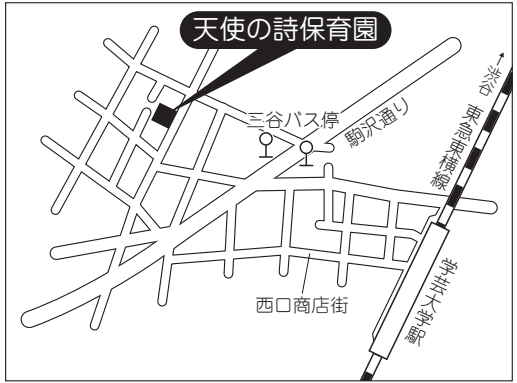 天使の詩保育園
三谷バス停
駒沢通り
↑渋谷
東急東横線
学芸大学駅
西口商店街